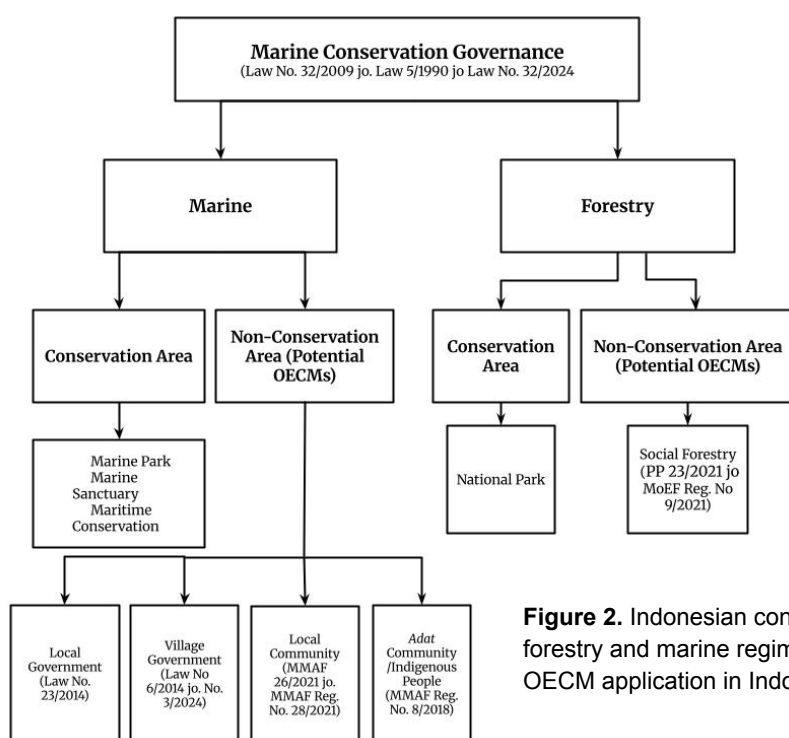 Marine Conservation Governance
(Law No. 32/2009 jo. Law 5/1990 jo Law No. 32/2024
Marine
Forestry
Conservation Area
Non-Conservation
Area (Potential
OECMs)
Conservation
Area
Non-Conservation Area
(Potential OECMs)
Marine Park
Marine
Sanctuary
Maritime
Conservation
National Park
Social Forestry
(PP 23/2021 jo
MoEF Reg. No
9/2021)
Local
Government
(Law No.
23/2014)
Village
Government
(Law No
6/2014 jo. No.
3/2024)
Local
Community
(MMAF
26/2021 jo.
MMAF Reg.
No. 28/2021)
Adat
Community
/Indigenous
People
(MMAF Reg.
No. 8/2018)
Figure 2. Indonesian con
forestry and marine regim
OECM application in Indo